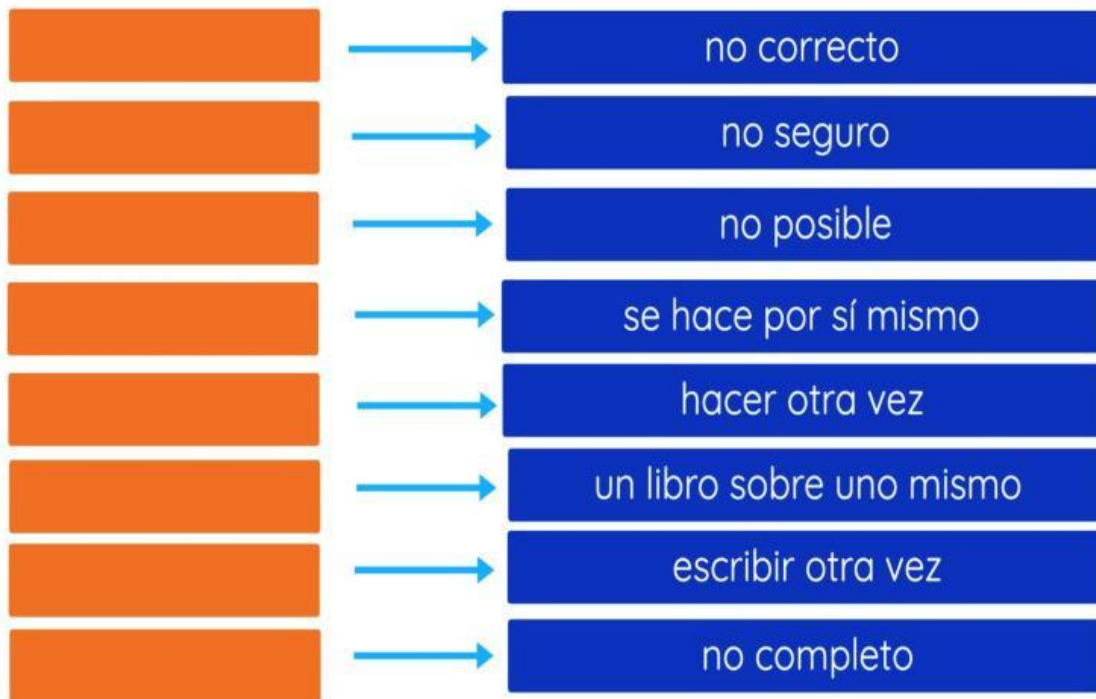 no correcto
no seguro
no posible
se hace por sí mismo
hacer otra vez
un libro sobre uno mismo
escribir otra vez
no completo